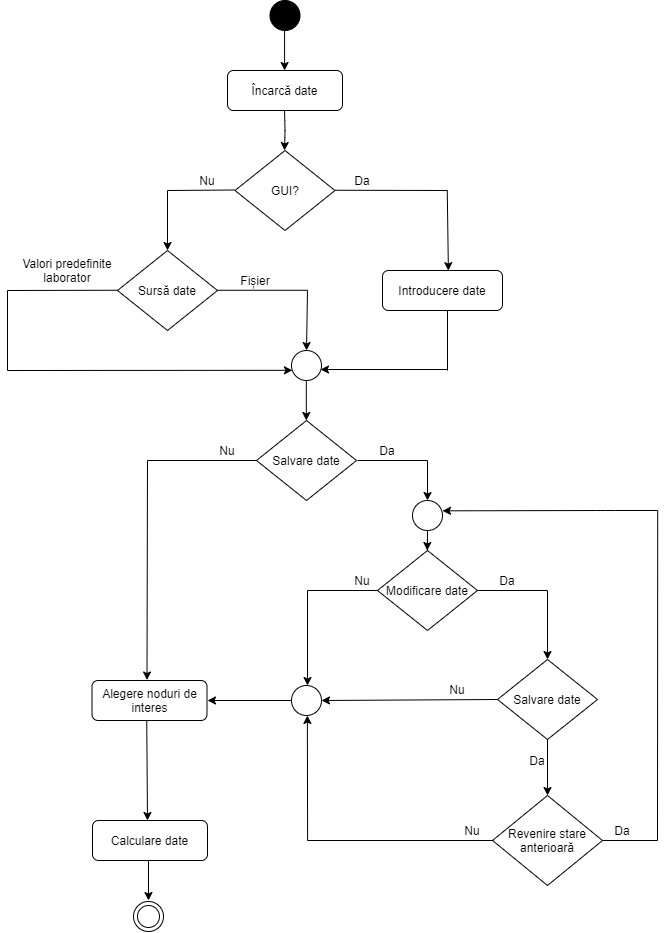 Încarcă date
GUI?
Nu
Da
Valori predefinite
laborator
Sursă date
Fișier
Introducere date
Nu
Salvare date
Da
Nu
Modificare date
Da
Alegere noduri de
interes
Nu
Salvare date
Da
Calculare date
Nu
Revenire stare
anterioară
Da